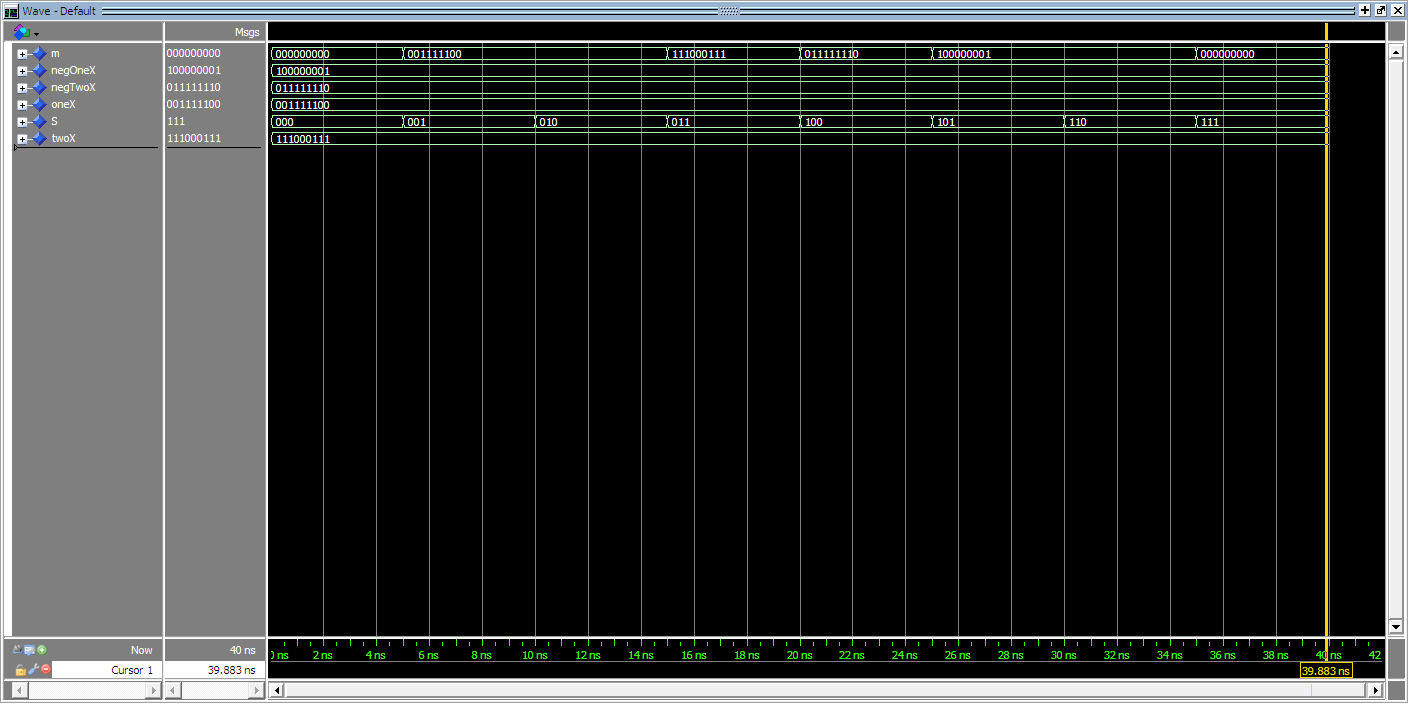 Wave - Default
Msgs
m 000000000 000000000 001111100 111000111 011111110 100000001 000000000
negOneX 100000001 100000001
negTwoX 011111110 011111110
oneX 001111100 001111100
S 111 000 001 010 011 100 101 110 111
twoX 111000111 111000111
Now 40 ns
0 ns 2 ns 4 ns 6 ns 8 ns 10 ns 12 ns 14 ns 16 ns 18 ns 20 ns 22 ns 24 ns 26 ns 28 ns 30 ns 32 ns 34 ns 36 ns 38 ns 40 ns 42
Cursor 1 39.883 ns 39.883 ns